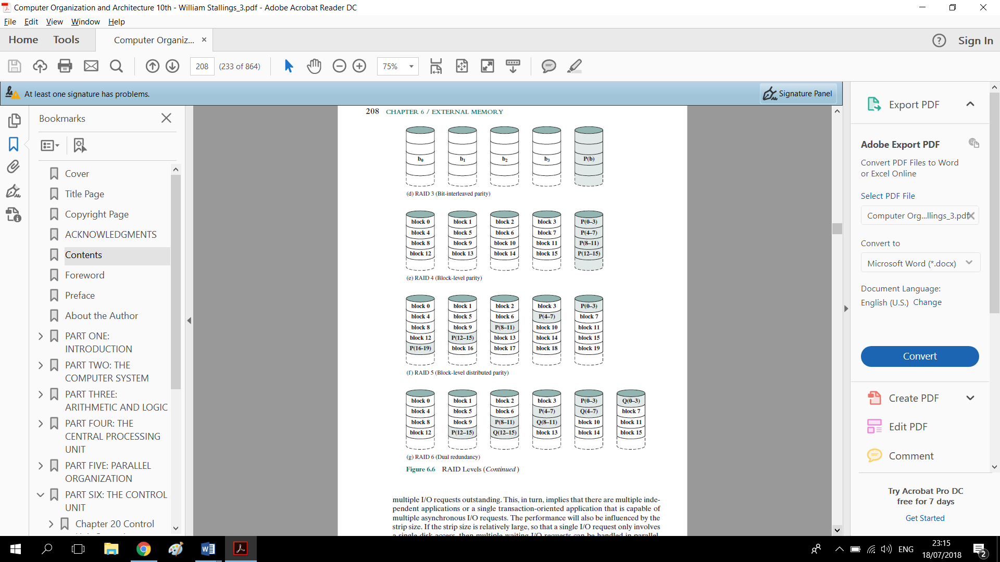 Computer Organization and Architecture 10th - William Stallings_3.pdf - Adobe Acrobat Reader DC
File Edit View Window Help
Home Tools Computer Organiz... × ? Sign In
208 (233 of 864) 75%
At least one signature has problems. Signature Panel
Bookmarks
Cover
Title Page
Copyright Page
ACKNOWLEDGMENTS
Contents
Foreword
Preface
About the Author
PART ONE:
INTRODUCTION
PART TWO: THE
COMPUTER SYSTEM
PART THREE:
ARITHMETIC AND LOGIC
PART FOUR: THE
CENTRAL PROCESSING
UNIT
PART FIVE: PARALLEL
ORGANIZATION
PART SIX: THE CONTROL
UNIT
Chapter 20 Control
208 CHAPTER 6 / EXTERNAL MEMORY
b0 b1 b2 b3 P(b)
(d) RAID 3 (Bit-interleaved parity)
block 0 block 1 block 2 block 3 P(0–3)
block 4 block 5 block 6 block 7 P(4–7)
block 8 block 9 block 10 block 11 P(8–11)
block 12 block 13 block 14 block 15 P(12–15)
(e) RAID 4 (Block-level parity)
block 0 block 1 block 2 block 3 P(0–3)
block 4 block 5 block 6 P(4–7) block 7
block 8 block 9 P(8–11) block 10 block 11
block 12 P(12–15) block 13 block 14 block 15
P(16-19) block 16 block 17 block 18 block 19
(f) RAID 5 (Block-level distributed parity)
block 0 block 1 block 2 block 3 P(0–3) Q(0–3)
block 4 block 5 block 6 P(4–7) Q(4–7) block 7
block 8 block 9 P(8–11) Q(8–11) block 10 block 11
block 12 P(12–15) Q(12–15) block 13 block 14 block 15
(g) RAID 6 (Dual redundancy)
Figure 6.6 RAID Levels (Continued)
multiple I/O requests outstanding. This, in turn, implies that there are multiple inde-
pendent applications or a single transaction-oriented application that is capable of
multiple asynchronous I/O requests. The performance will also be influenced by the
strip size. If the strip size is relatively large, so that a single I/O request only involves
a single disk access, then multiple waiting I/O requests can be handled in parallel,
Export PDF
Adobe Export PDF
Convert PDF Files to Word
or Excel Online
Select PDF File
Computer Org...llings_3.pdf
Convert to
Microsoft Word (*.docx)
Document Language:
English (U.S.) Change
Convert
Create PDF
Edit PDF
Comment
Try Acrobat Pro DC
free for 7 days
Get Started
ENG 23:15
18/07/2018
2